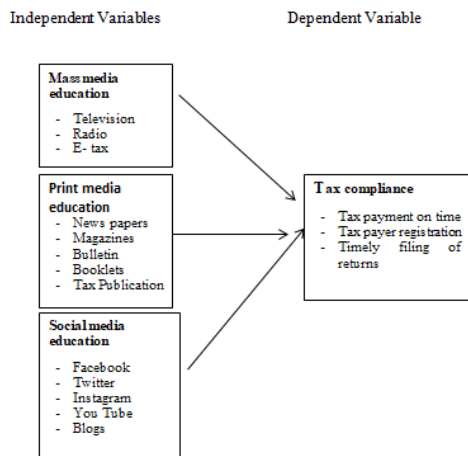 Independent Variables
Dependent Variable
Mass media
education
- Television
- Radio
- E- tax
Print media
education
- News papers
- Magazines
- Bulletin
- Booklets
- Tax Publication
Social media
education
- Facebook
- Twitter
- Instagram
- You Tube
- Blogs
Tax compliance
- Tax payment on time
- Tax payer registration
- Timely filing of
returns